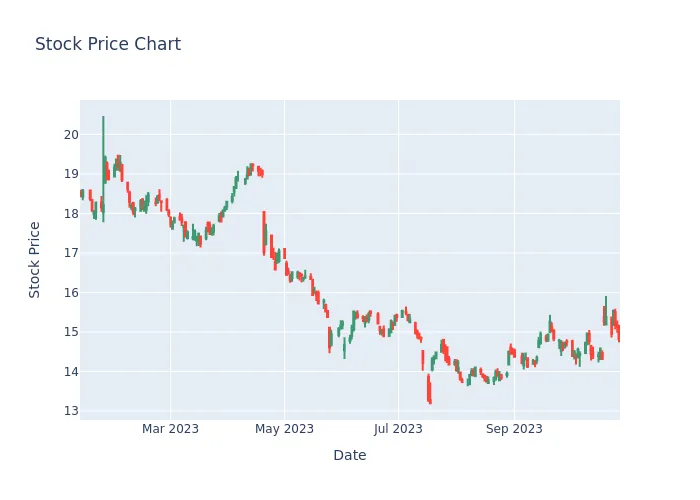 Stock Price Chart
Stock Price
20
19
18
17
16
15
14
13
Mar 2023
May 2023
Jul 2023
Sep 2023
Date